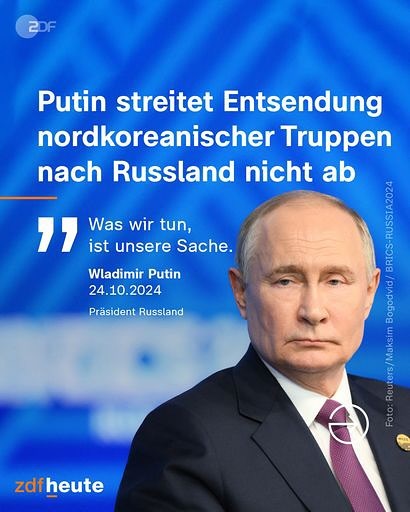 ZDF
Putin streitet Entsendung
nordkoreanischer Truppen
nach Russland nicht ab
”
Was wir tun,
ist unsere Sache.
Wladimir Putin
24.10.2024
Präsident Russland
Foto: Reuters/Maksim Bogodvid/ BRICS-RUSSIA2024
zdfheute